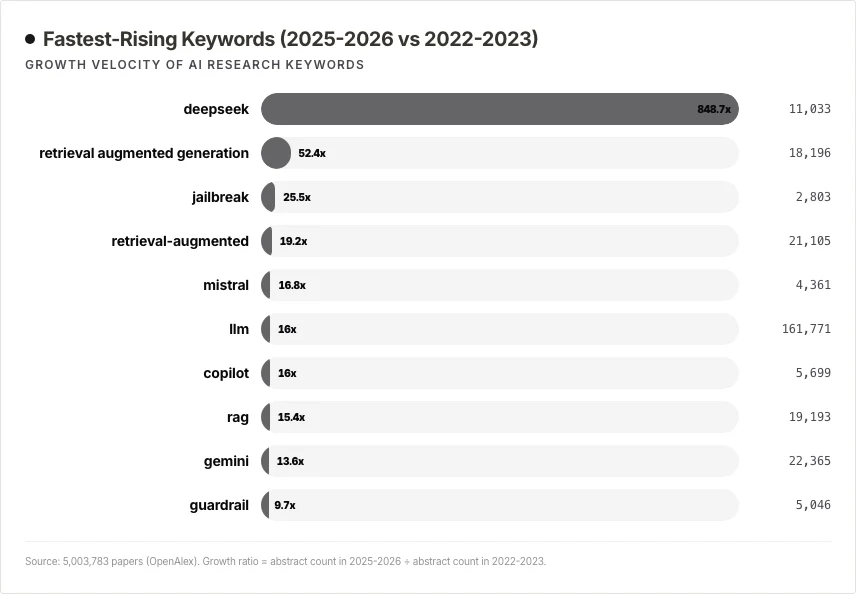 Fastest-Rising Keywords (2025-2026 vs 2022-2023)
GROWTH VELOCITY OF AI RESEARCH KEYWORDS
deepseek 848.7x 11,033
retrieval augmented generation 52.4x 18,196
jailbreak 25.5x 2,803
retrieval-augmented 19.2x 21,105
mistral 16.8x 4,361
llm 16x 161,771
copilot 16x 5,699
rag 15.4x 19,193
gemini 13.6x 22,365
guardrail 9.7x 5,046
Source: 5,003,783 papers (OpenAlex). Growth ratio = abstract count in 2025-2026 ÷ abstract count in 2022-2023.